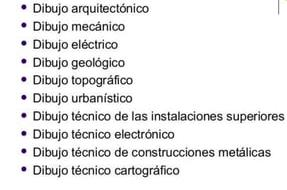 • Dibujo arquitectónico
• Dibujo mecánico
• Dibujo eléctrico
• Dibujo geológico
• Dibujo topográfico
• Dibujo urbanístico
• Dibujo técnico de las instalaciones superiores
• Dibujo técnico electrónico
• Dibujo técnico de construcciones metálicas
• Dibujo técnico cartográfico